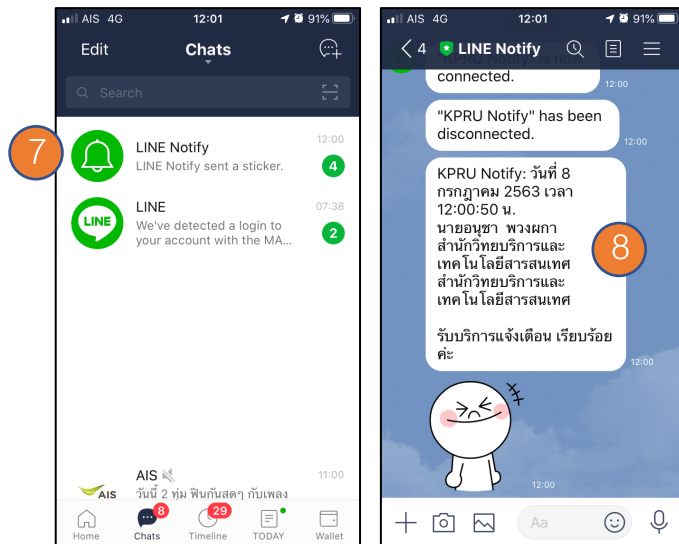 AIS 4G 12:01 91%
Edit Chats
Search
7
LINE Notify 12:00
LINE Notify sent a sticker. 4
LINE
LINE 07:38
We've detected a login to
your account with the MA... 2
AIS 11:00
AIS
วันนี้ 2 ทุ่ม ฟินกันสดๆ กับเพลง
8 29
Home Chats Timeline TODAY Wallet
AIS 4G 12:01 91%
4 LINE Notify
"KPRU Notify" is now
connected.
12:00
"KPRU Notify" has been
disconnected.
12:00
KPRU Notify: วันที่ 8
กรกฎาคม 2563 เวลา
12:00:50 น.
นายอนุชา พวงผกา
สำนักวิทยบริการและ
เทคโนโลยีสารสนเทศ
สำนักวิทยบริการและ
เทคโนโลยีสารสนเทศ
8
รับบริการแจ้งเตือน เรียบร้อย
ค่ะ
12:00
12:00
Aa